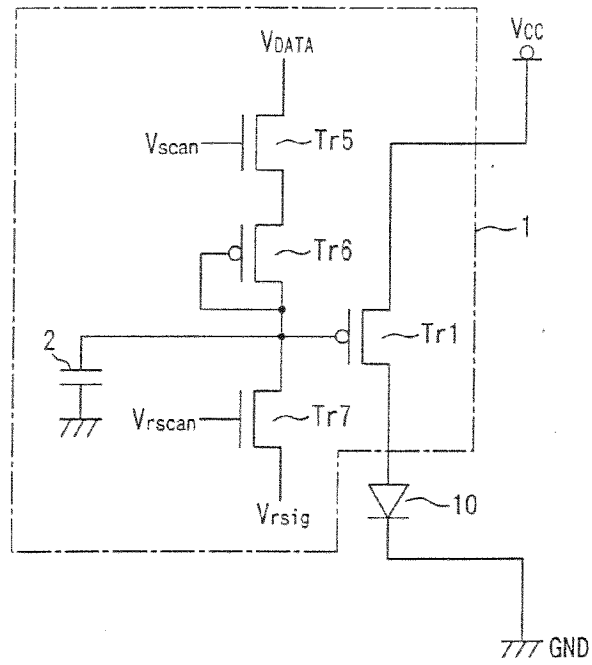 VDATA
VCC
Vscan
Tr5
1
Tr6
2
Tr1
Vrscan
Tr7
10
Vrsig
GND